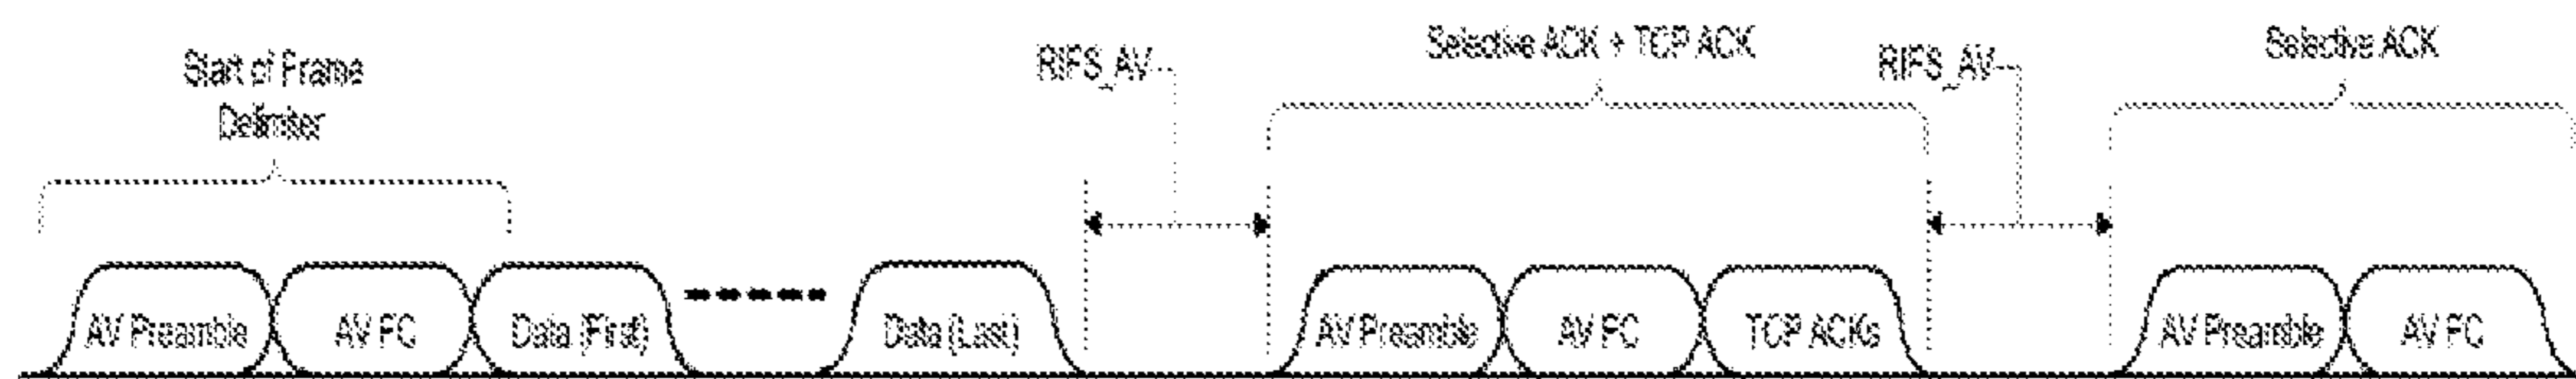 Start of Frame
Delimiter
RIFS_AV
Selective ACK + TCP ACK
RIFS_AV
Selective ACK
AV Preamble
AV FC
Data (First)
Data (Last)
AV Preamble
AV FC
TCP ACKs
AV Preamble
AV FC